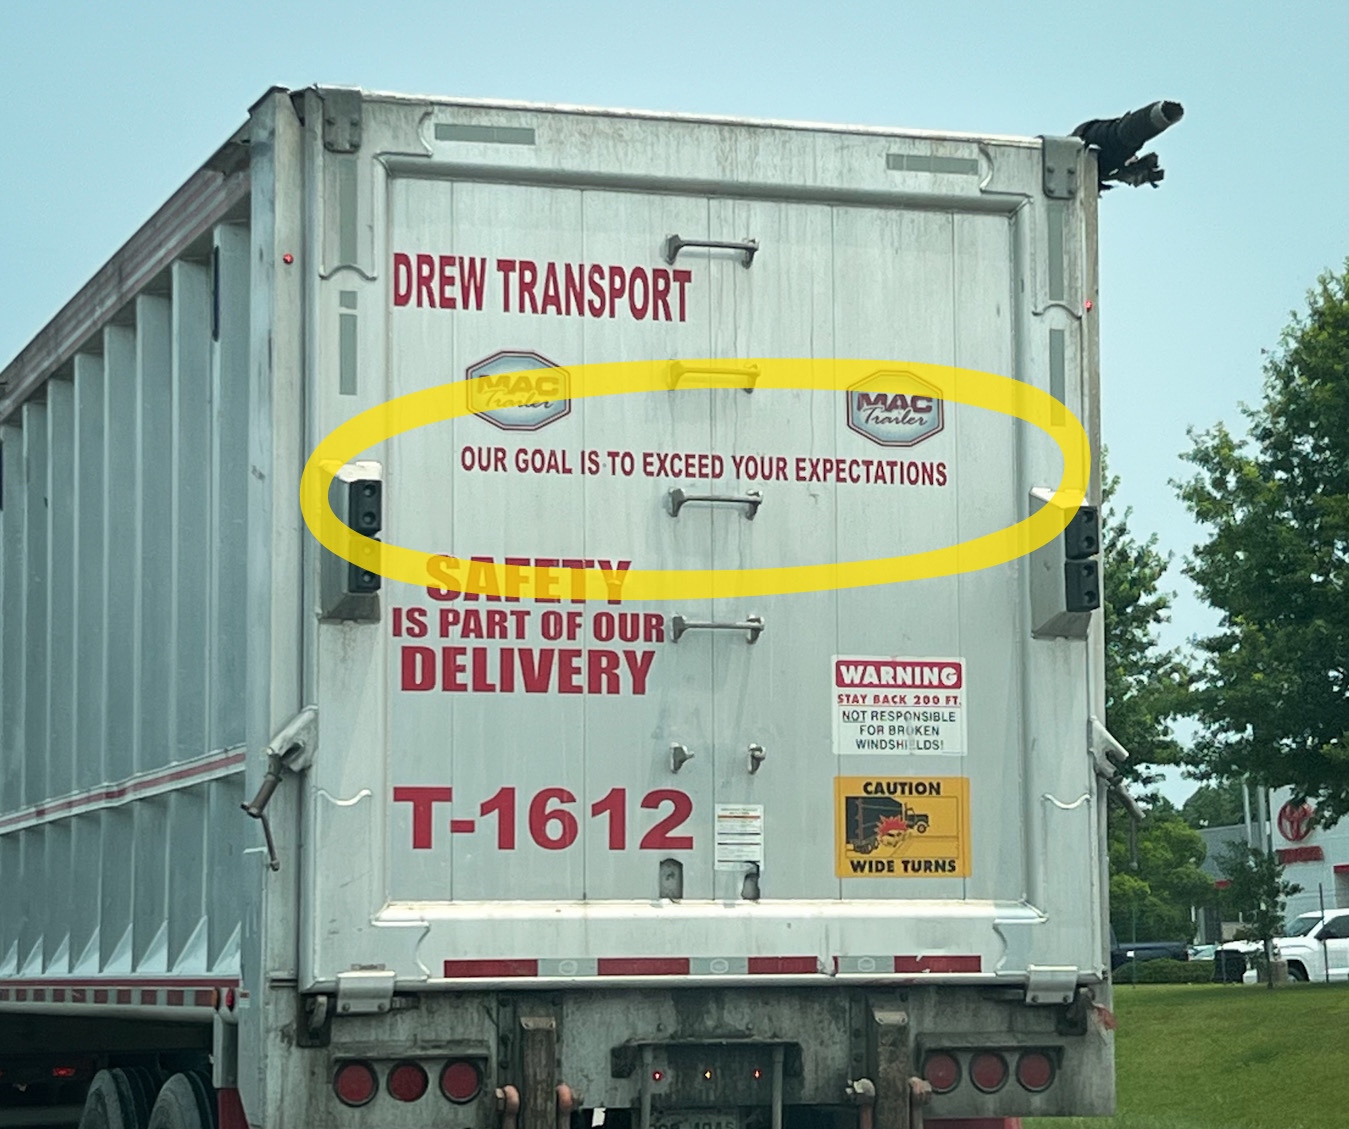 DREW TRANSPORT
MAC Trailer
MAC Trailer
OUR GOAL IS TO EXCEED YOUR EXPECTATIONS
SAFETY
IS PART OF OUR
DELIVERY
WARNING
STAY BACK 200 FT.
NOT RESPONSIBLE
FOR BROKEN
WINDSHIELDS!
T-1612
CAUTION
WIDE TURNS